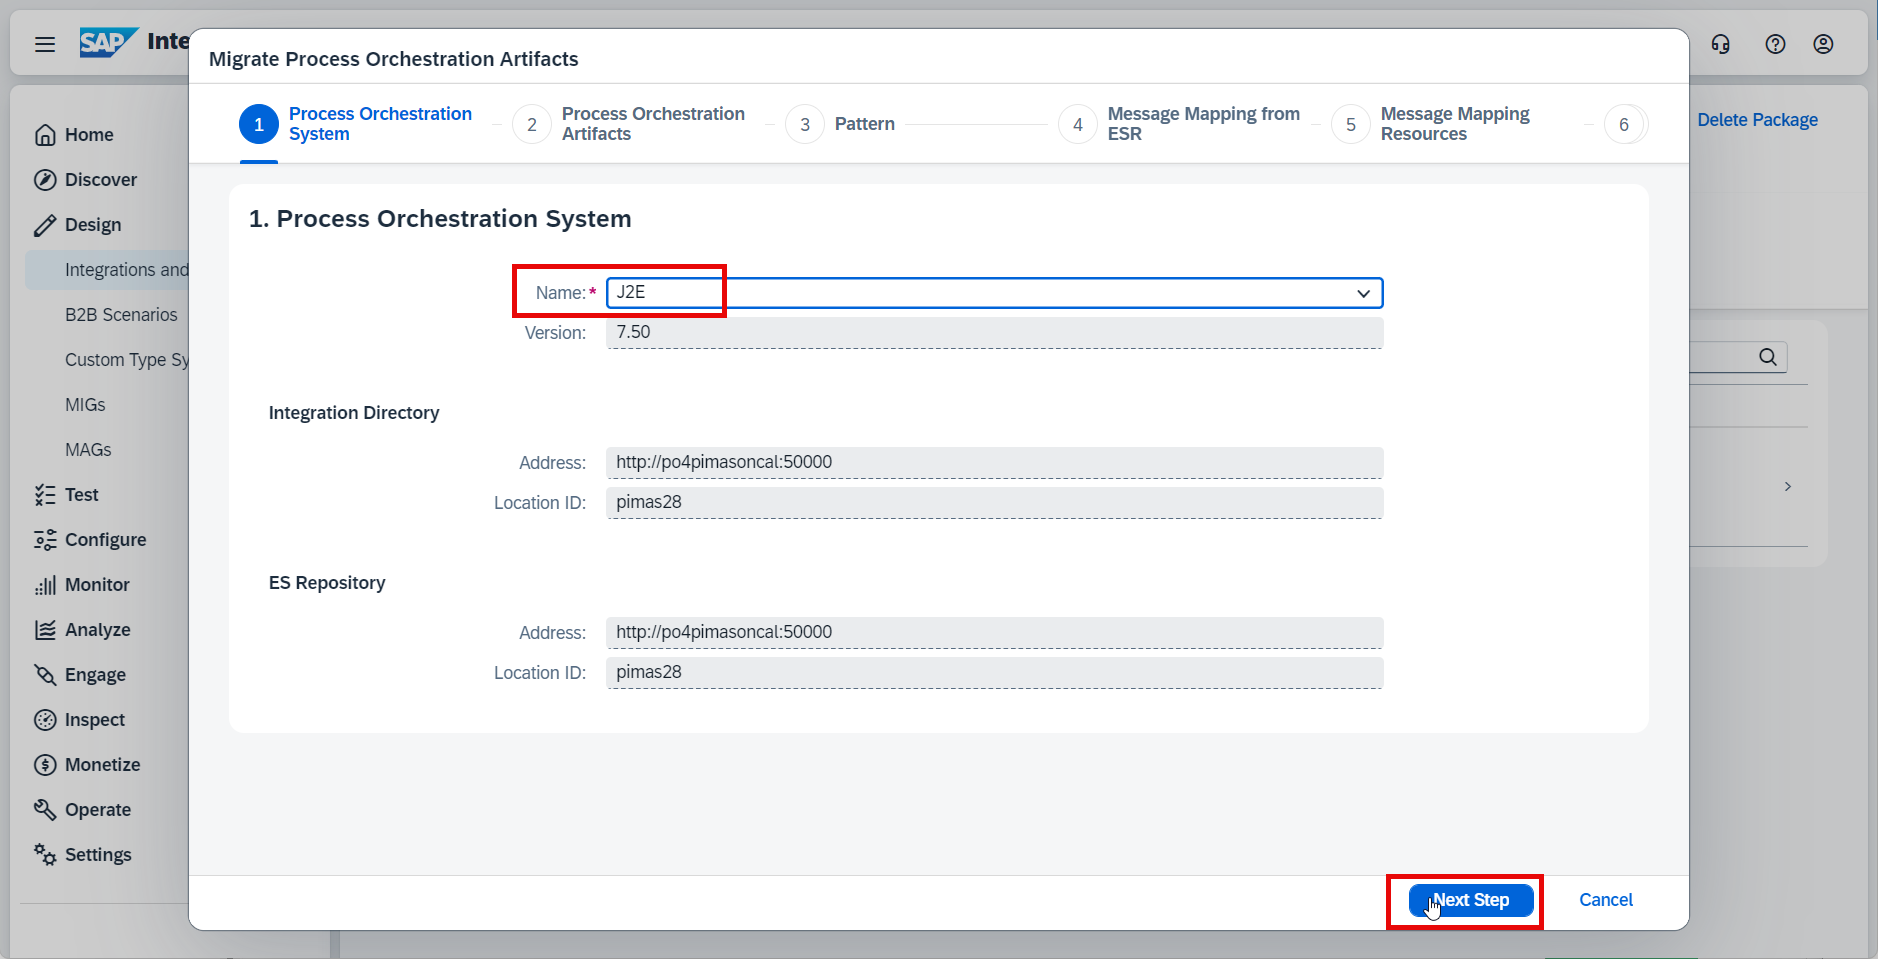 SAP Inte
Migrate Process Orchestration Artifacts
1 Process Orchestration System
2 Process Orchestration Artifacts
3 Pattern
4 Message Mapping from ESR
5 Message Mapping Resources
6
Delete Package
Home
Discover
Design
Integrations and
B2B Scenarios
Custom Type Sy
MIGs
MAGs
Test
Configure
Monitor
Analyze
Engage
Inspect
Monetize
Operate
Settings
1. Process Orchestration System
Name:* J2E
Version: 7.50
Integration Directory
Address: http://po4pimasoncal:50000
Location ID: pimas28
ES Repository
Address: http://po4pimasoncal:50000
Location ID: pimas28
Next Step Cancel